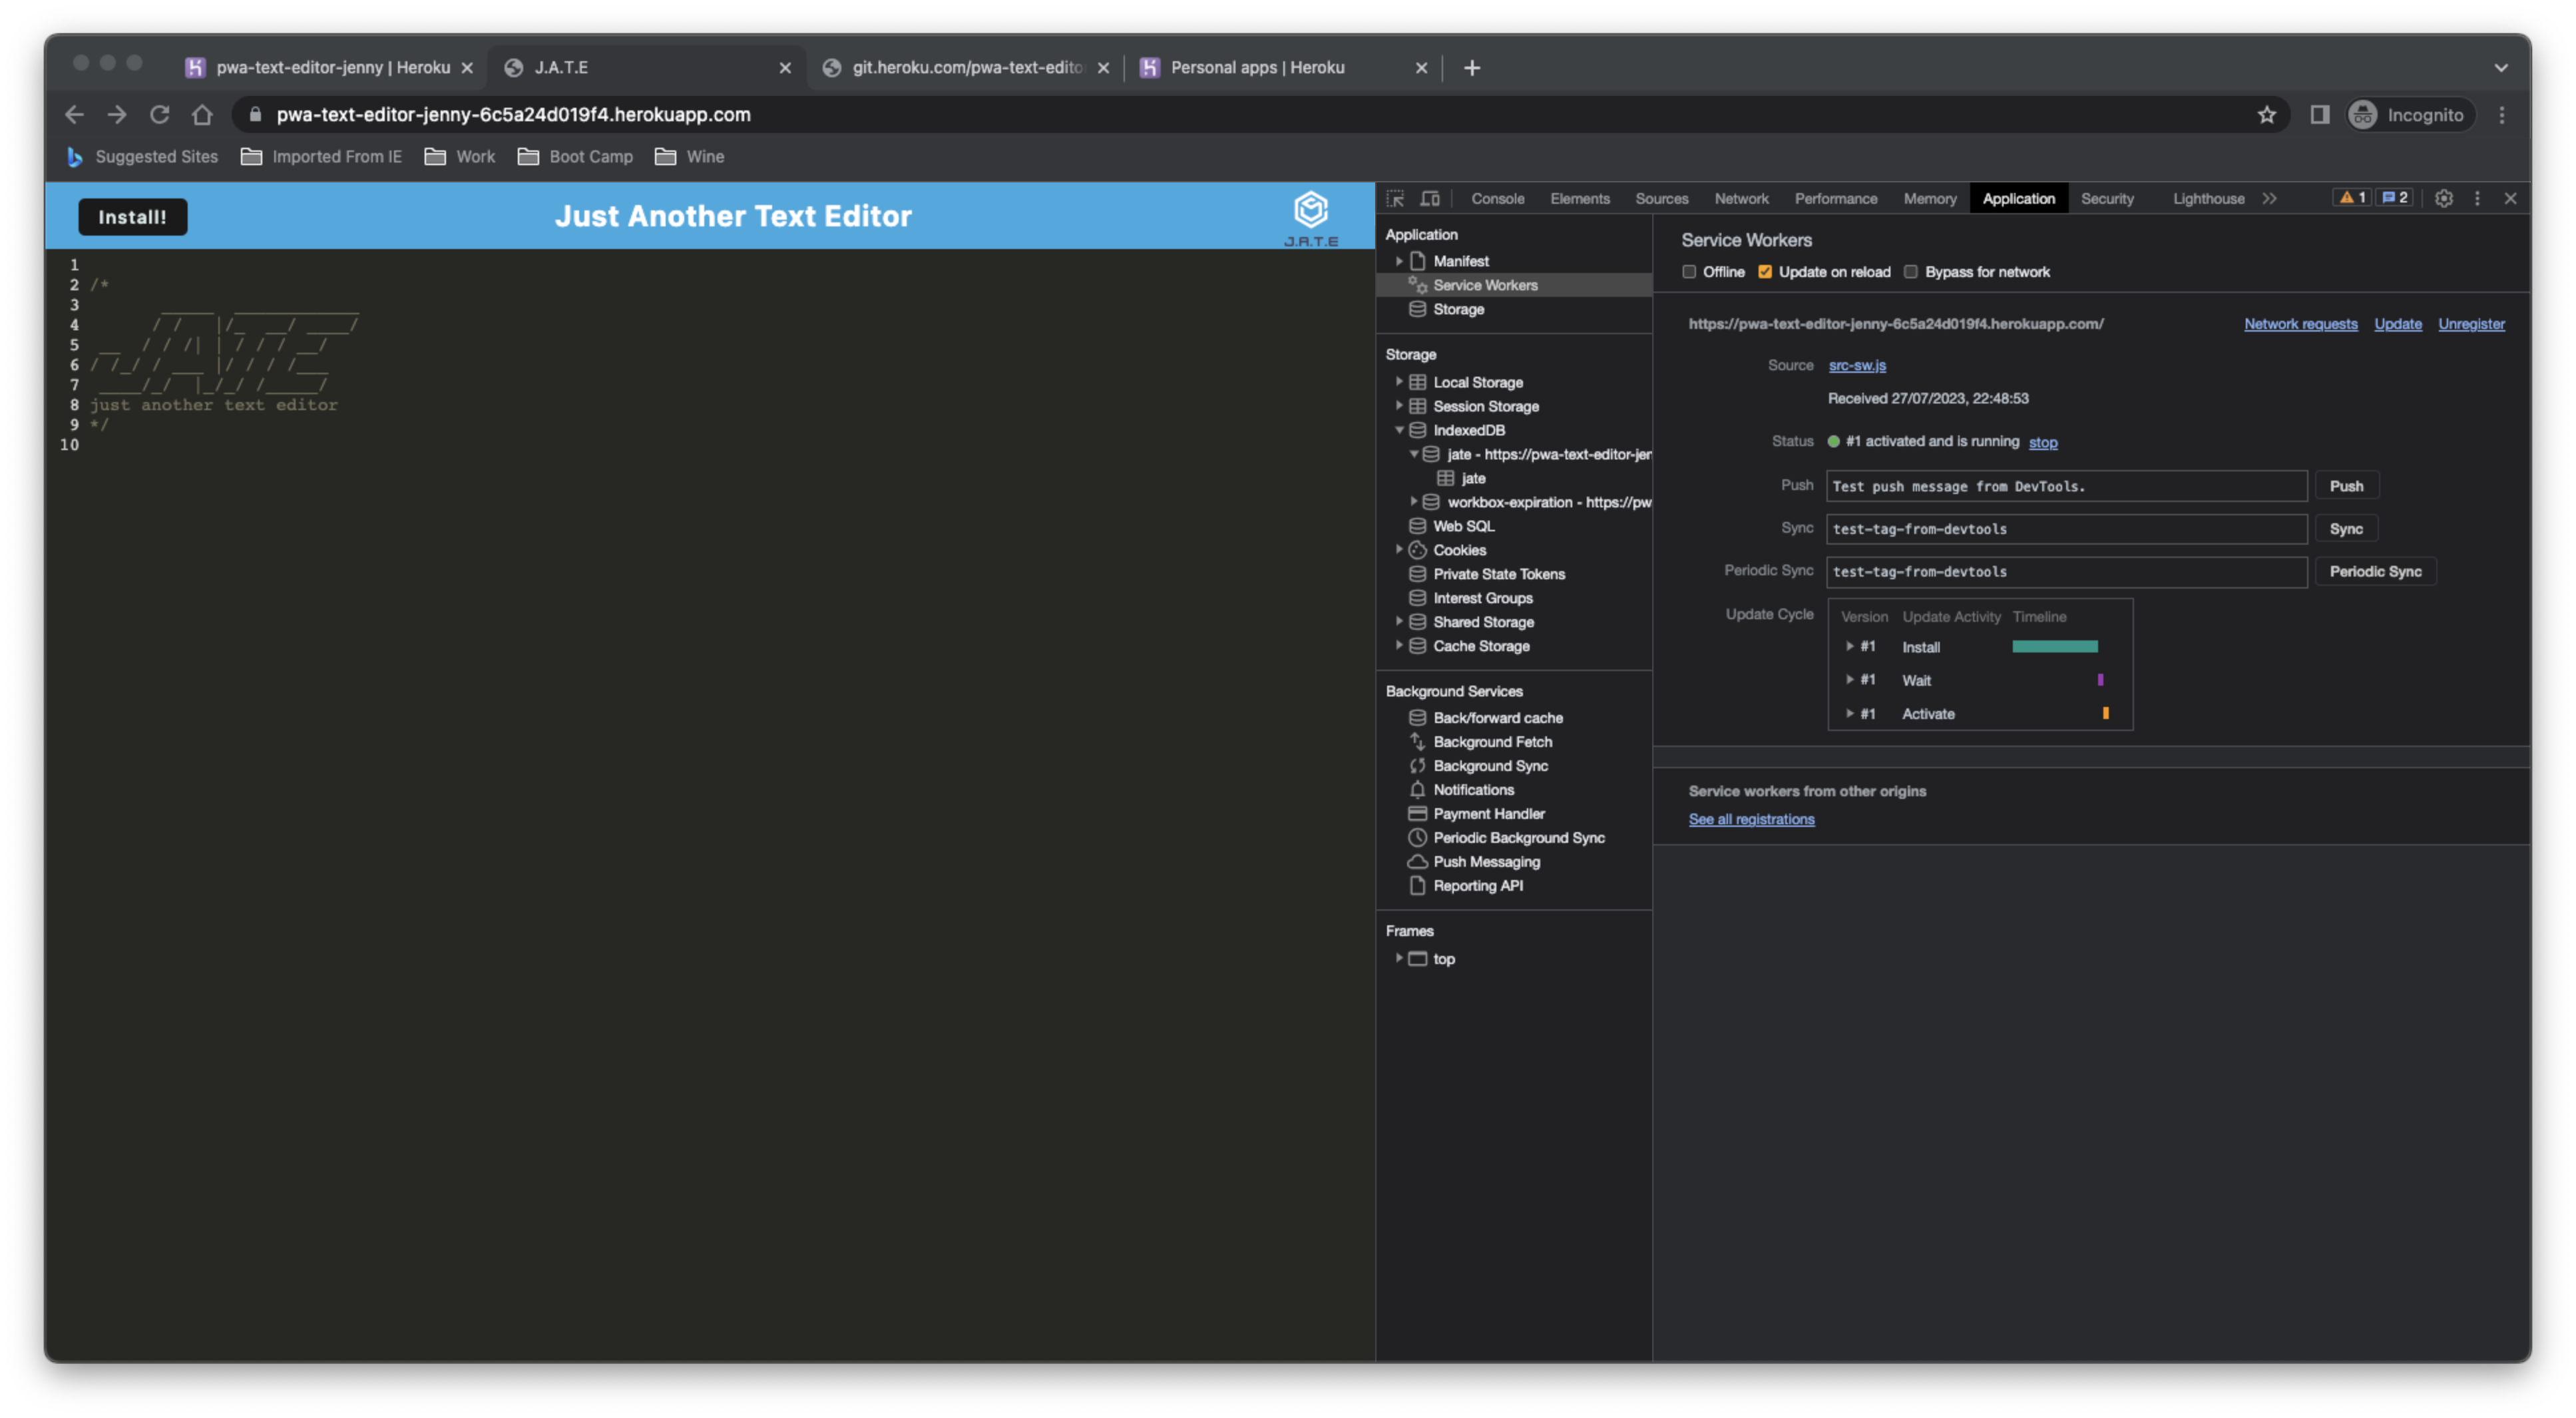 pwa-text-editor-jenny | Heroku
J.A.T.E
git.heroku.com/pwa-text-edito
Personal apps | Heroku
pwa-text-editor-jenny-6c5a24d019f4.herokuapp.com
Incognito
Suggested Sites
Imported From IE
Work
Boot Camp
Wine
Install!
Just Another Text Editor
J.A.T.E
1
2 /*
3
4
5
6
7
8 just another text editor
9 */
10
Console
Elements
Sources
Network
Performance
Memory
Application
Security
Lighthouse
1
2
Application
Manifest
Service Workers
Storage
Storage
Local Storage
Session Storage
IndexedDB
jate - https://pwa-text-editor-jer
jate
workbox-expiration - https://pw
Web SQL
Cookies
Private State Tokens
Interest Groups
Shared Storage
Cache Storage
Background Services
Back/forward cache
Background Fetch
Background Sync
Notifications
Payment Handler
Periodic Background Sync
Push Messaging
Reporting API
Frames
top
Service Workers
Offline Update on reload Bypass for network
https://pwa-text-editor-jenny-6c5a24d019f4.herokuapp.com/ Network requests Update Unregister
Source src-sw.js
Received 27/07/2023, 22:48:53
Status #1 activated and is running stop
Push Test push message from DevTools. Push
Sync test-tag-from-devtools Sync
Periodic Sync test-tag-from-devtools Periodic Sync
Update Cycle Version Update Activity Timeline
#1 Install
#1 Wait
#1 Activate
Service workers from other origins
See all registrations